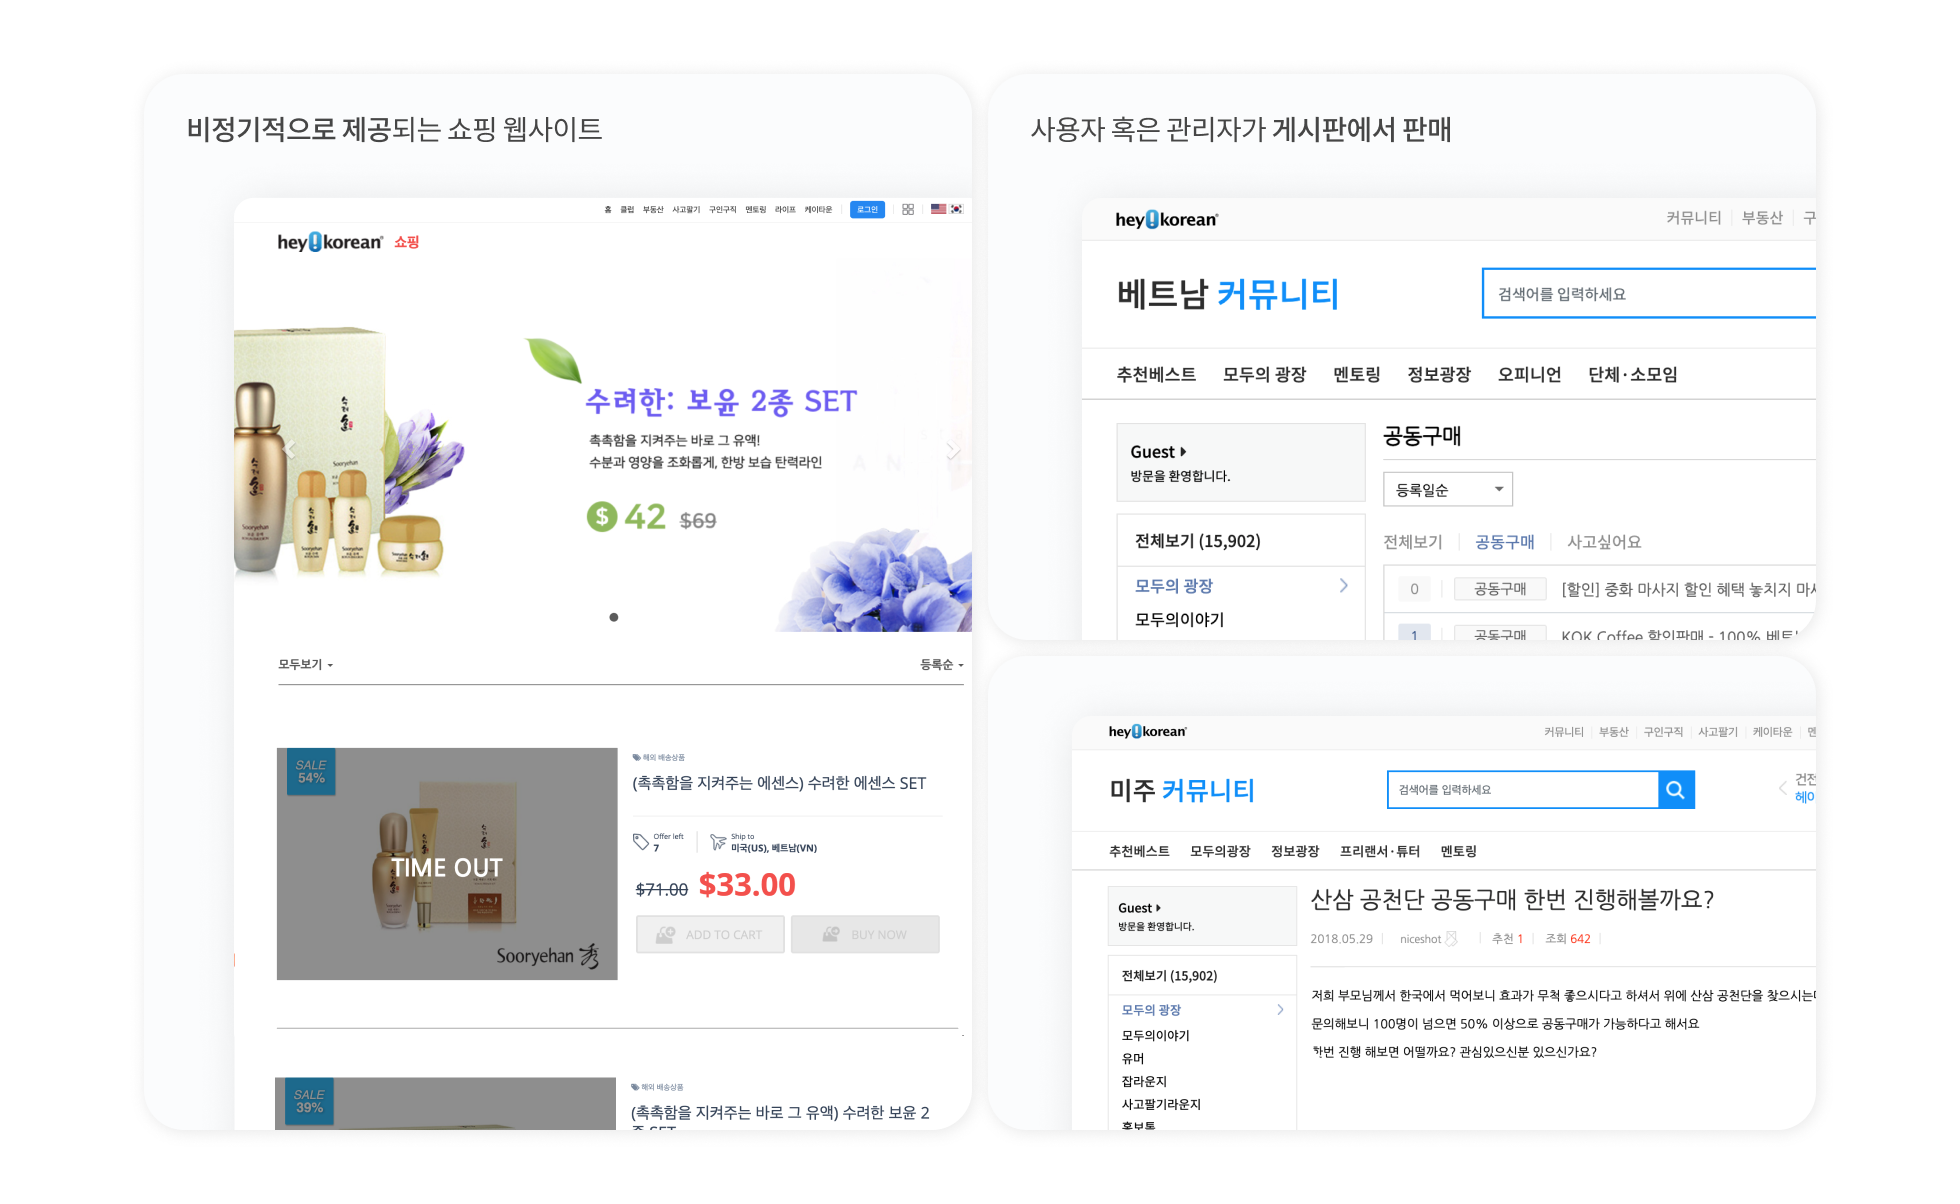 비정기적으로 제공되는 쇼핑 웹사이트
홈 클럽 부동산 사고팔기 구인구직 멘토링 라이프 케이타운 로그인
hey!korean 쇼핑
수려한: 보윤 2종 SET
촉촉함을 지켜주는 바로 그 유액!
수분과 영양을 조화롭게, 한방 보습 탄력라인
$ 42 $69
Sooryehan
Sooryehan
Sooryehan
Sooryehan
Sooryehan
모두보기
등록순
SALE
54%
TIME OUT
Sooryehan 秀
해외 배송상품
(촉촉함을 지켜주는 에센스) 수려한 에센스 SET
Offer left
7
Ship to
미국(US), 베트남(VN)
$71.00 $33.00
ADD TO CART
BUY NOW
SALE
39%
해외 배송상품
(촉촉함을 지켜주는 바로 그 유액) 수려한 보윤 2
종 SET
사용자 혹은 관리자가 게시판에서 판매
hey!korean
커뮤니티 부동산 구
베트남 커뮤니티
검색어를 입력하세요
추천베스트 모두의 광장 멘토링 정보광장 오피니언 단체·소모임
Guest
방문을 환영합니다.
전체보기 (15,902)
모두의 광장
모두의이야기
공동구매
등록일순
전체보기 공동구매 사고싶어요
0 공동구매 [할인] 중화 마사지 할인 혜택 놓치지 마
1 공동구매 KOK Coffee 할인판매 - 100% 베트
hey!korean
커뮤니티 부동산 구인구직 사고팔기 케이타운 멘
미주 커뮤니티
검색어를 입력하세요
건전
헤이
추천베스트 모두의광장 정보광장 프리랜서·튜터 멘토링
Guest
방문을 환영합니다.
전체보기 (15,902)
모두의 광장
모두의이야기
유머
잡라운지
사고팔기라운지
홍보톡
산삼 공천단 공동구매 한번 진행해볼까요?
2018.05.29 niceshot 추천 1 조회 642
저희 부모님께서 한국에서 먹어보니 효과가 무척 좋으시다고 하셔서 위에 산삼 공천단을 찾으시는데
문의해보니 100명이 넘으면 50% 이상으로 공동구매가 가능하다고 해서요
한번 진행 해보면 어떨까요? 관심있으신분 있으신가요?